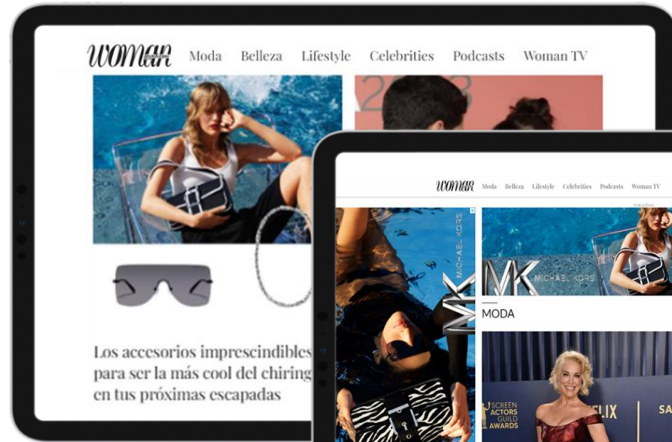 woman Moda Belleza Lifestyle Celebrities Podcasts Woman TV
Los accesorios imprescindibles
para ser la más cool del chiring
en tus próximas escapadas
woman Moda Belleza Lifestyle Celebrities Podcasts Woman TV
MICHAEL KORS
MK
MK MICHAEL KORS
MODA
SCREEN
ACTORS
GUILD
AWARDS
FLIX
SA